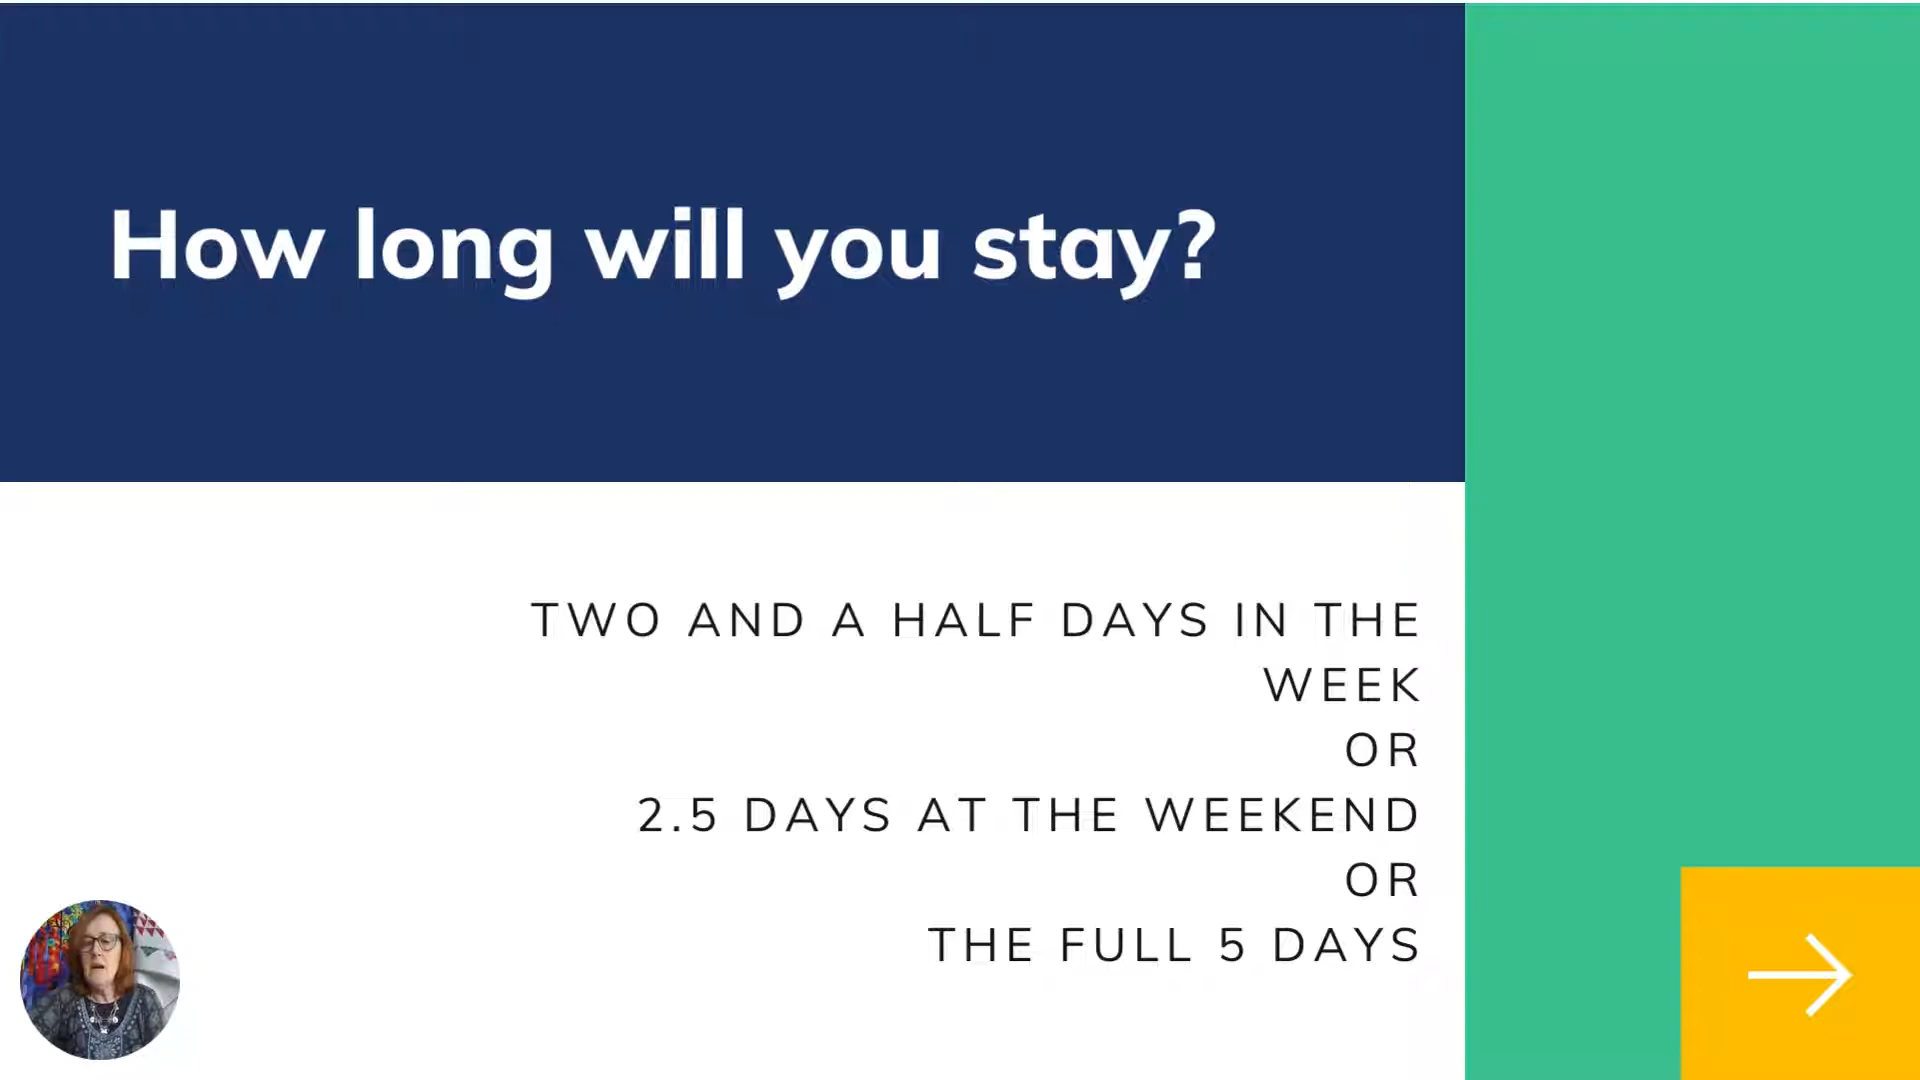 How long will you stay?
TWO AND A HALF DAYS IN THE
WEEK
OR
2.5 DAYS AT THE WEEKEND
OR
THE FULL 5 DAYS